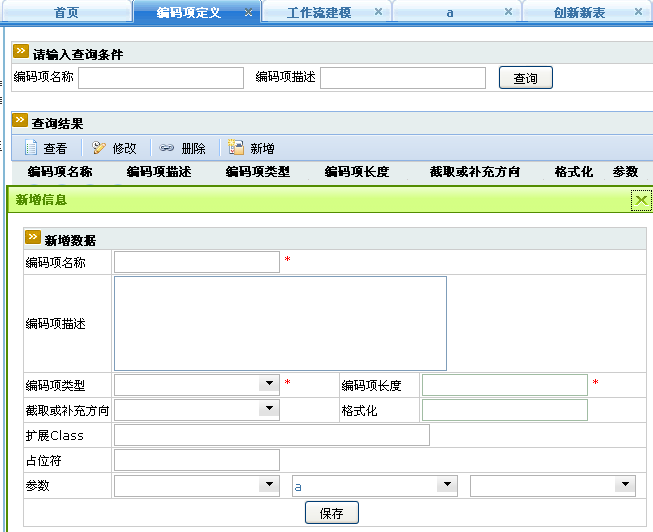 首页 编码项定义 工作流建模 a 创新新表
请输入查询条件
编码项名称 编码项描述 查询
查询结果
查看 修改 删除 新增
编码项名称 编码项描述 编码项类型 编码项长度 截取或补充方向 格式化 参数
新增信息
新增数据
编码项名称 *
编码项描述
编码项类型 * 编码项长度 *
截取或补充方向 格式化
扩展Class
占位符
参数 a
保存